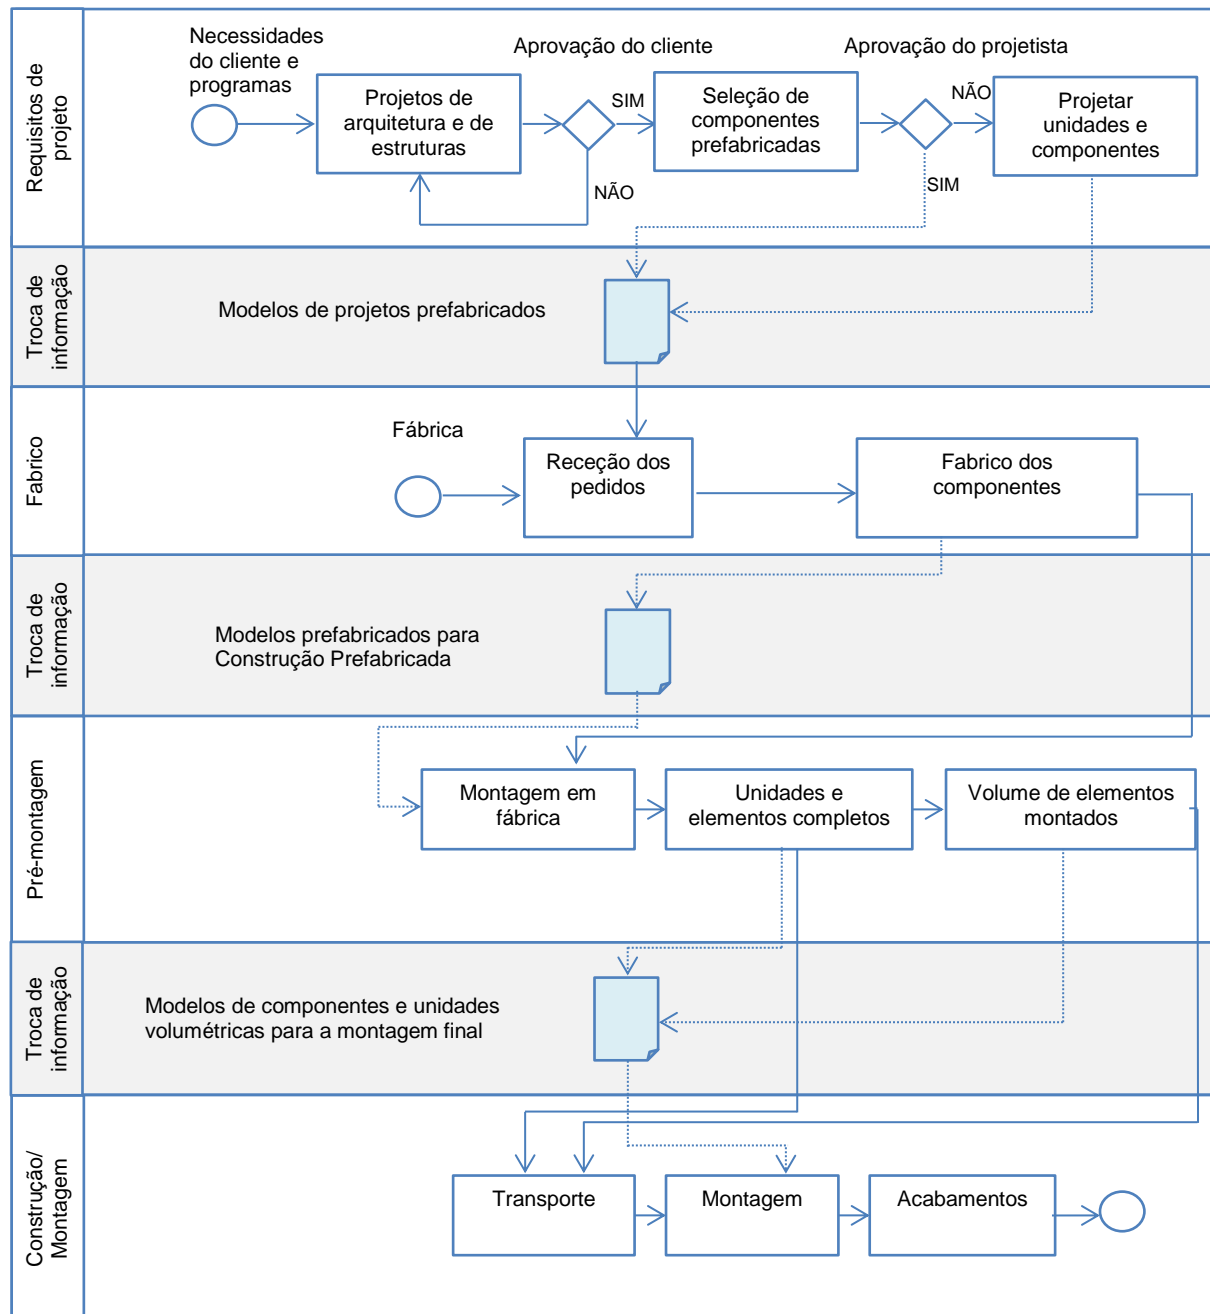 Requisitos de
projeto
Necessidades
do cliente e
programas
Projetos de
arquitetura e de
estruturas
Aprovação do cliente
SIM
NÃO
Seleção de
componentes
prefabricadas
Aprovação do projetista
NÃO
SIM
Projetar
unidades e
componentes
Troca de
informação
Modelos de projetos prefabricados
Fabrico
Fábrica
Receção dos
pedidos
Fabrico dos
componentes
Troca de
informação
Modelos prefabricados para
Construção Prefabricada
Pré-montagem
Montagem em
fábrica
Unidades e
elementos completos
Volume de elementos
montados
Troca de
informação
Modelos de componentes e unidades
volumétricas para a montagem final
Construção/
Montagem
Transporte
Montagem
Acabamentos